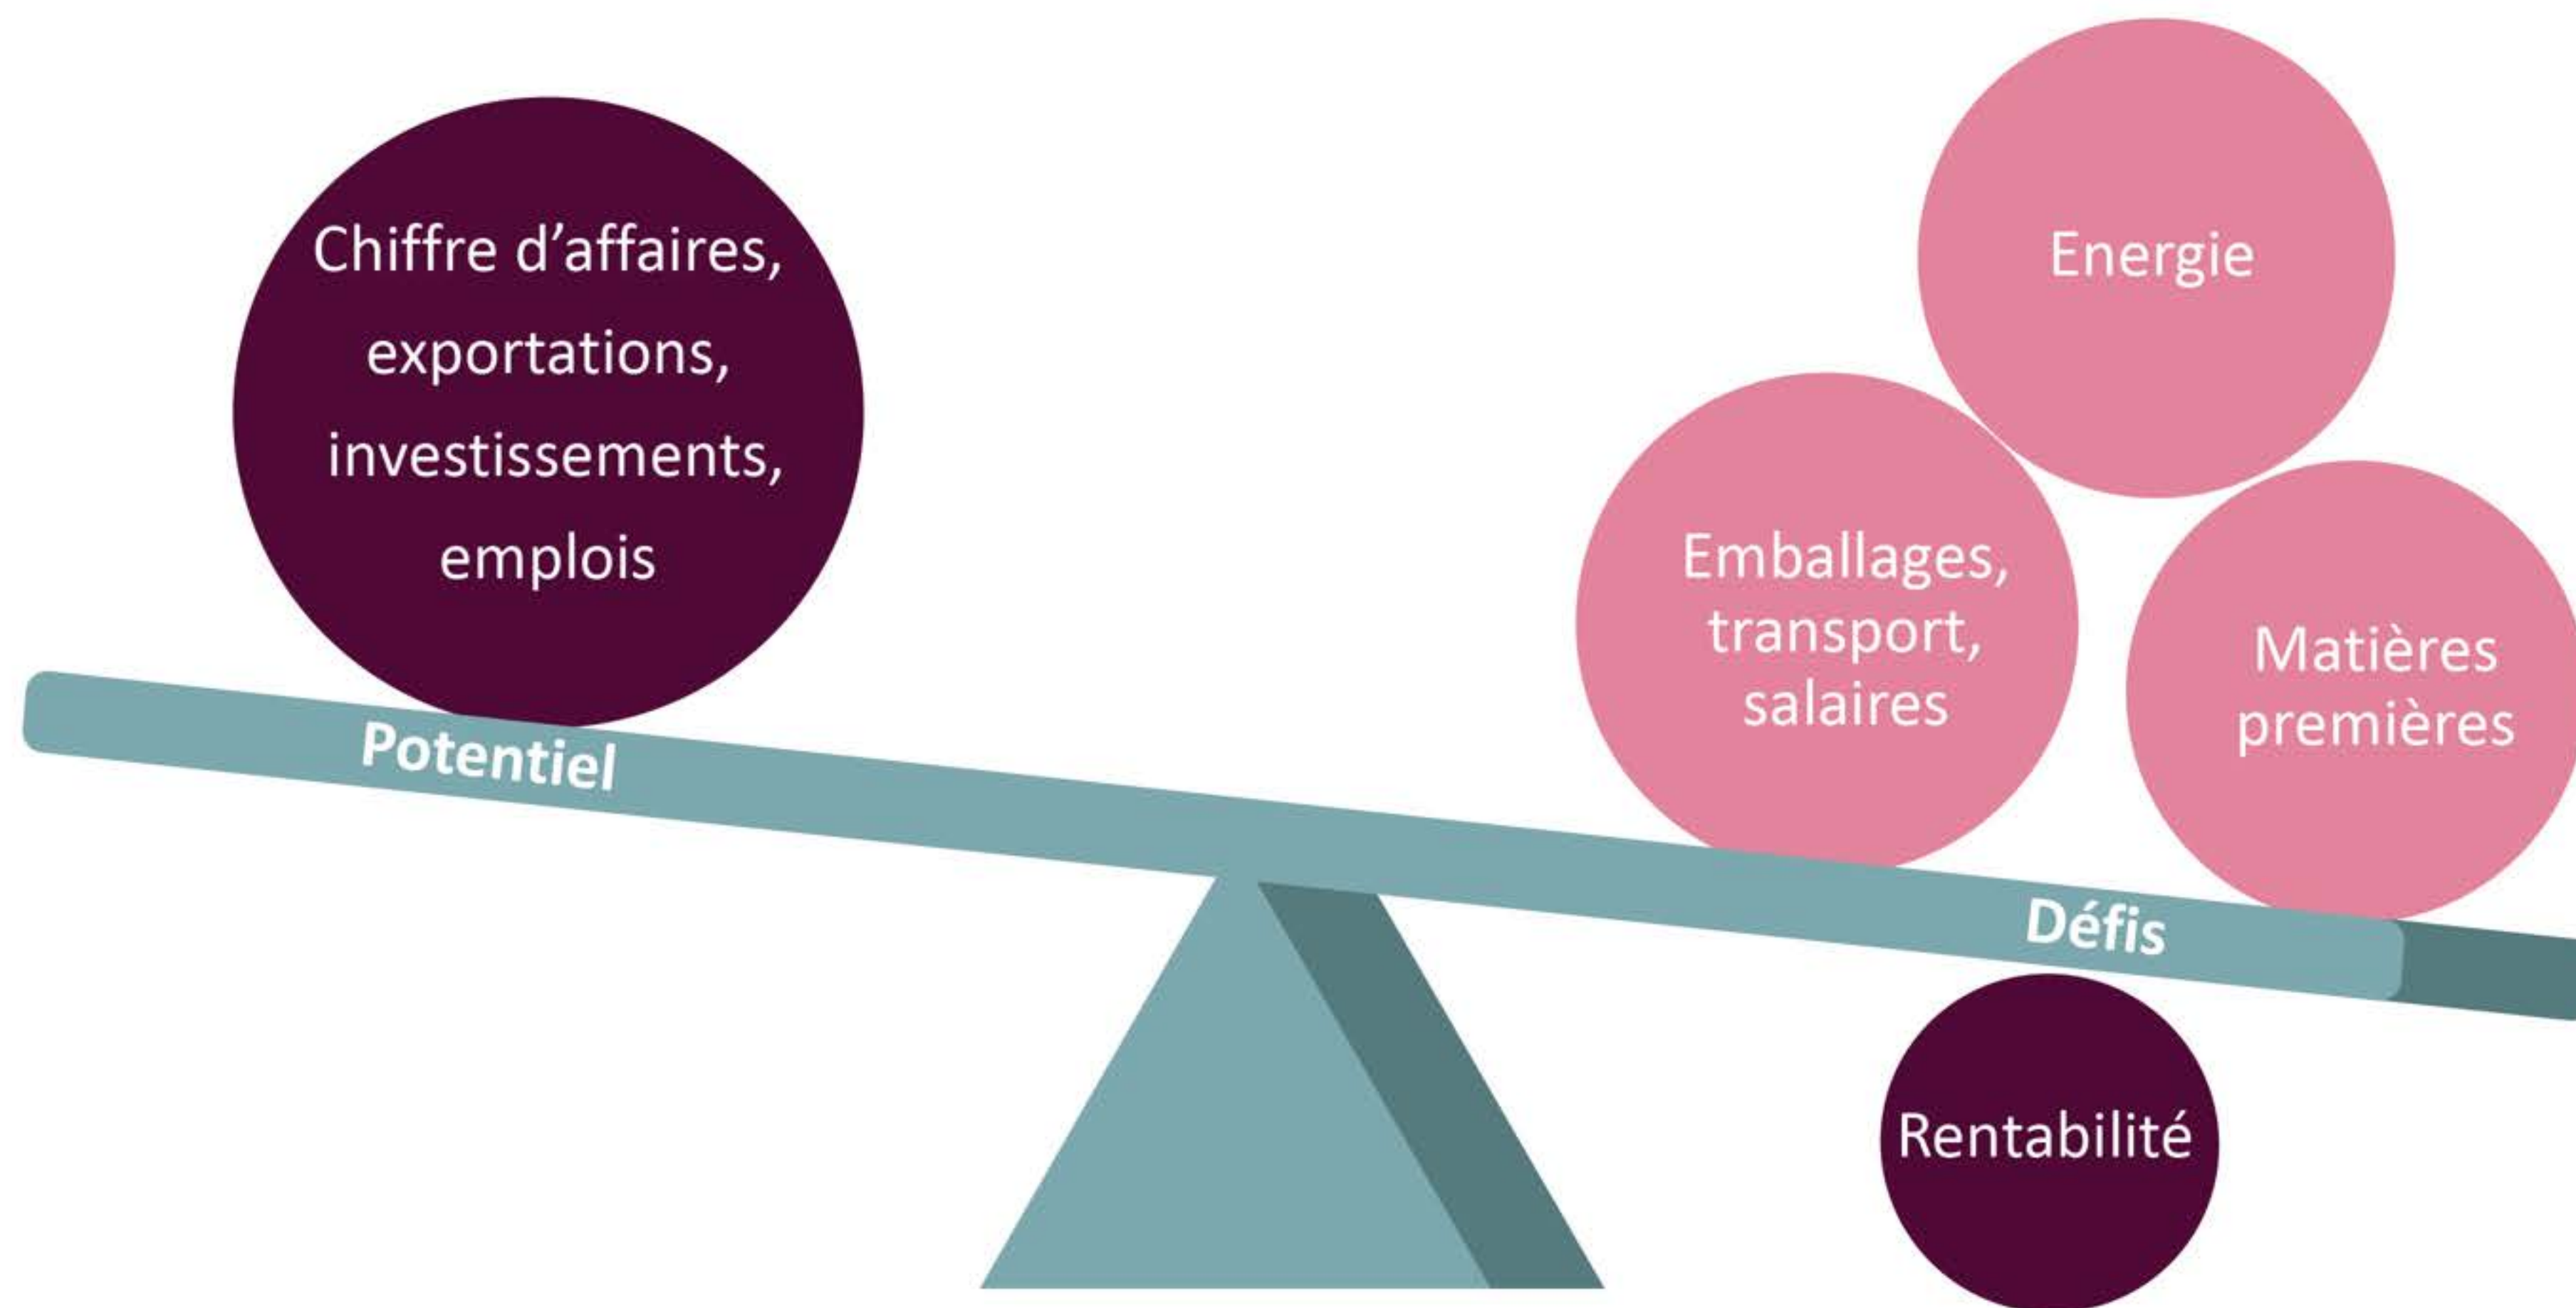 Chiffre d’affaires,
exportations,
investissements,
emplois
Potentiel
Energie
Emballages,
transport,
salaires
Matières
premières
Défis
Rentabilité